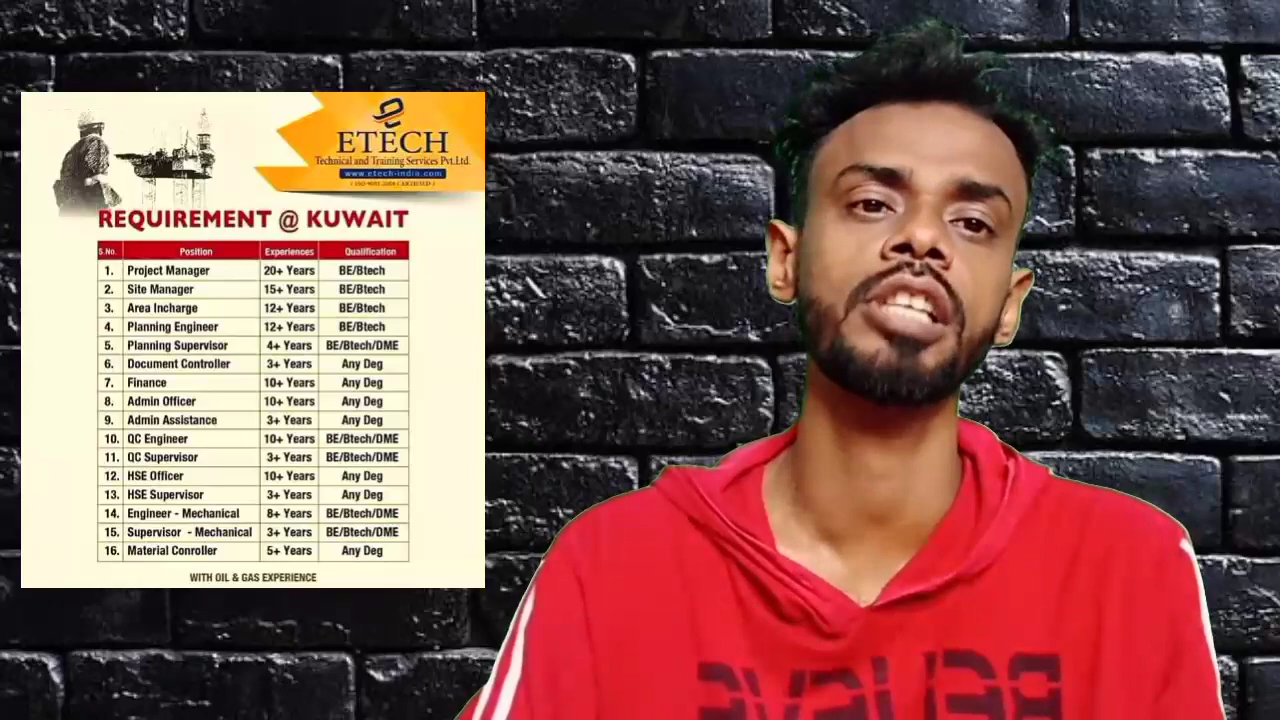 ETECH
Technical and Training Services Pvt.Ltd.
www.etech-india.com
REQUIREMENT @ KUWAIT
S.No. Position Experiences Qualification
1. Project Manager 20+ Years BE/Btech
2. Site Manager 15+ Years BE/Btech
3. Area Incharge 12+ Years BE/Btech
4. Planning Engineer 12+ Years BE/Btech
5. Planning Supervisor 4+ Years BE/Btech/DME
6. Document Controller 3+ Years Any Deg
7. Finance 10+ Years Any Deg
8. Admin Officer 10+ Years Any Deg
9. Admin Assistance 3+ Years Any Deg
10. QC Engineer 10+ Years BE/Btech/DME
11. QC Supervisor 3+ Years BE/Btech/DME
12. HSE Officer 10+ Years Any Deg
13. HSE Supervisor 3+ Years Any Deg
14. Engineer - Mechanical 8+ Years BE/Btech/DME
15. Supervisor - Mechanical 3+ Years BE/Btech/DME
16. Material Conroller 5+ Years Any Deg
WITH OIL & GAS EXPERIENCE